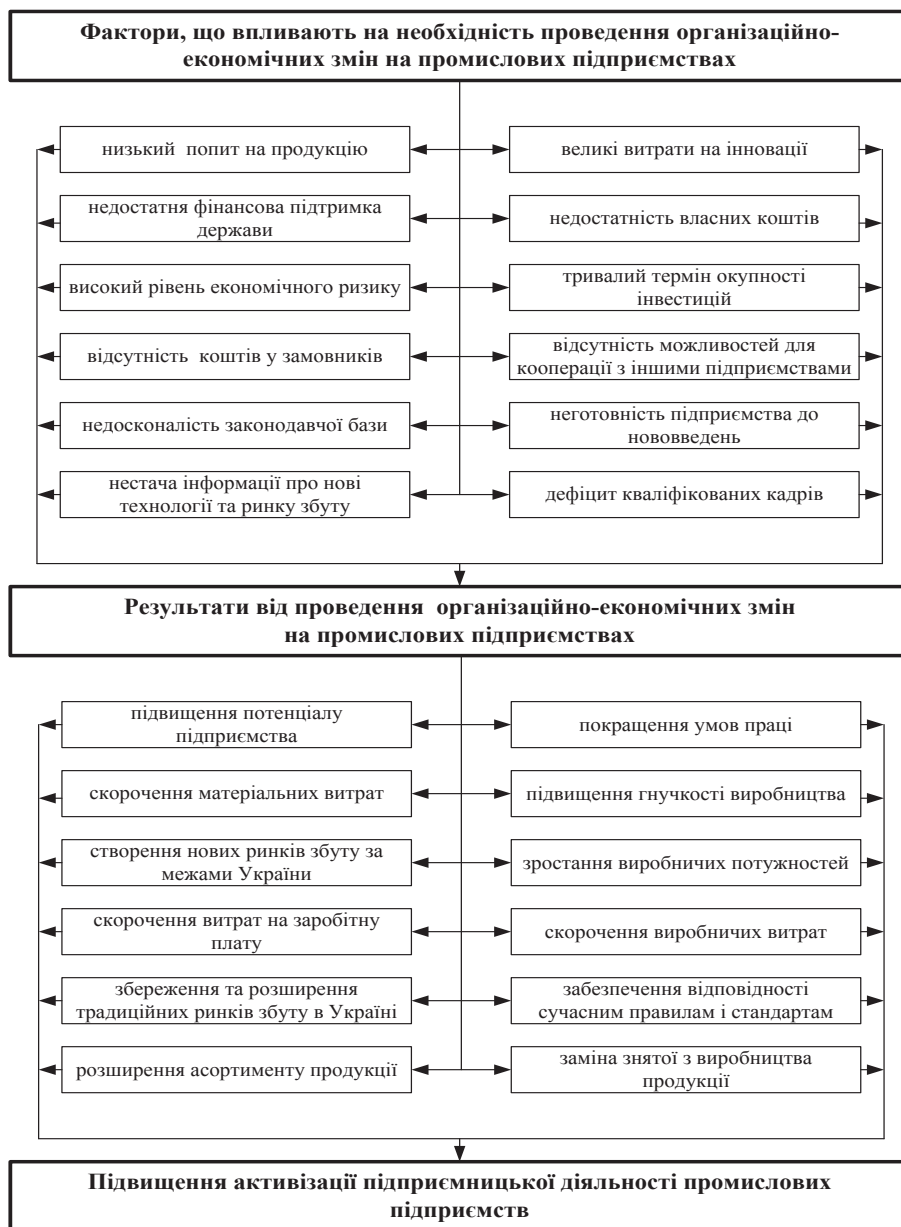 Фактори, що впливають на необхідність проведення організаційно-
економічних змін на промислових підприємствах
низький попит на продукцію
великі витрати на інновації
недостатня фінансова підтримка
держави
недостатність власних коштів
високий рівень економічного ризику
тривалий термін окупності
інвестицій
відсутність коштів у замовників
відсутність можливостей для
кооперації з іншими підприємствами
недосконалість законодавчої бази
неготовність підприємства до
нововведень
нестача інформації про нові
технології та ринку збуту
дефіцит кваліфікованих кадрів
Результати від проведення організаційно-економічних змін
на промислових підприємствах
підвищення потенціалу
підприємства
покращення умов праці
скорочення матеріальних витрат
підвищення гнучкості виробництва
створення нових ринків збуту за
межами України
зростання виробничих потужностей
скорочення витрат на заробітну
плату
скорочення виробничих витрат
збереження та розширення
традиційних ринків збуту в Україні
забезпечення відповідності
сучасним правилам і стандартам
розширення асортименту продукції
заміна знятої з виробництва
продукції
Підвищення активізації підприємницької діяльності промислових
підприємств